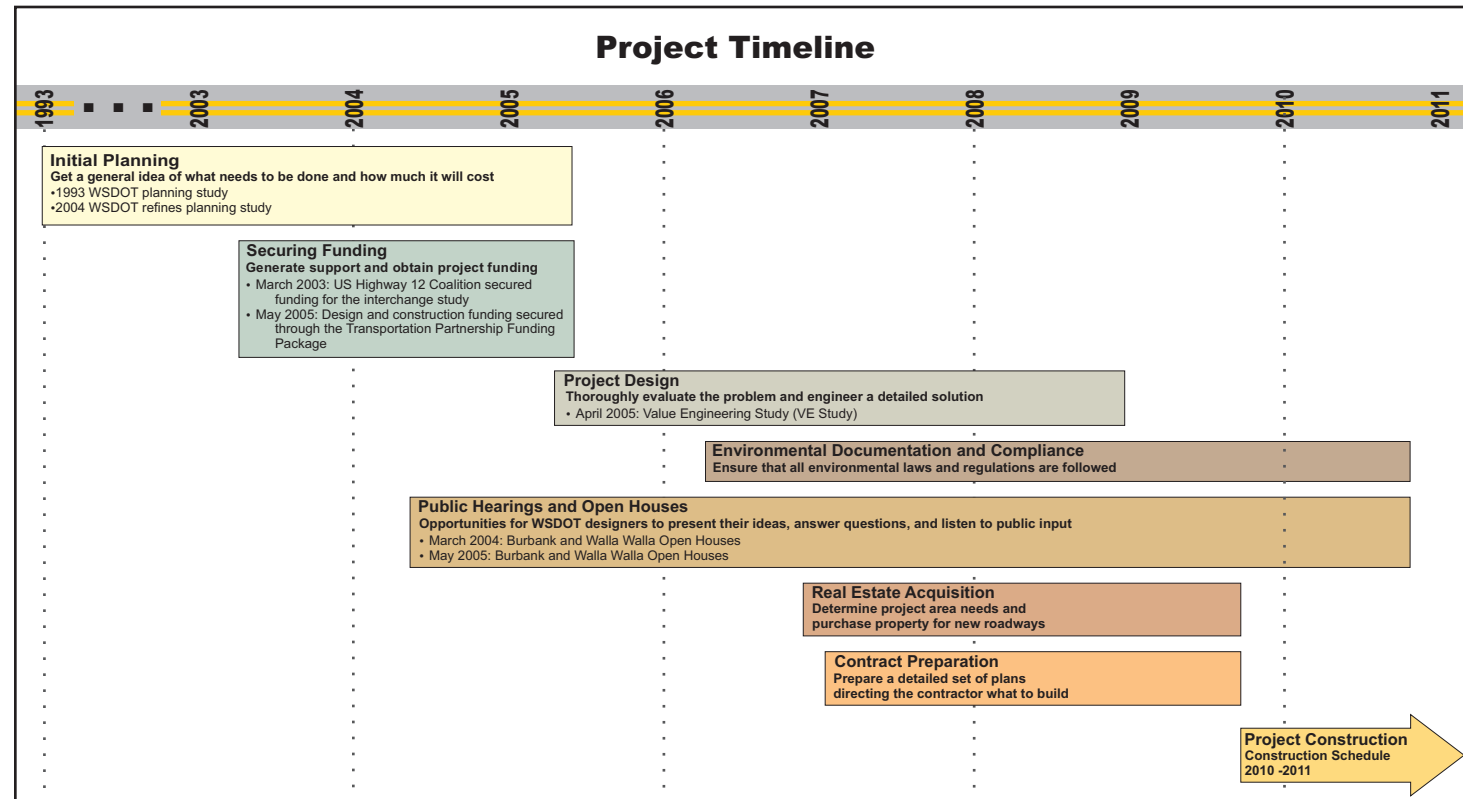 Project Timeline
1993 ... 2003 2004 2005 2006 2007 2008 2009 2010 2011
Initial Planning
Get a general idea of what needs to be done and how much it will cost
•1993 WSDOT planning study
•2004 WSDOT refines planning study
Securing Funding
Generate support and obtain project funding
• March 2003: US Highway 12 Coalition secured
funding for the interchange study
• May 2005: Design and construction funding secured
through the Transportation Partnership Funding
Package
Project Design
Thoroughly evaluate the problem and engineer a detailed solution
• April 2005: Value Engineering Study (VE Study)
Environmental Documentation and Compliance
Ensure that all environmental laws and regulations are followed
Public Hearings and Open Houses
Opportunities for WSDOT designers to present their ideas, answer questions, and listen to public input
• March 2004: Burbank and Walla Walla Open Houses
• May 2005: Burbank and Walla Walla Open Houses
Real Estate Acquisition
Determine project area needs and
purchase property for new roadways
Contract Preparation
Prepare a detailed set of plans
directing the contractor what to build
Project Construction
Construction Schedule
2010 -2011